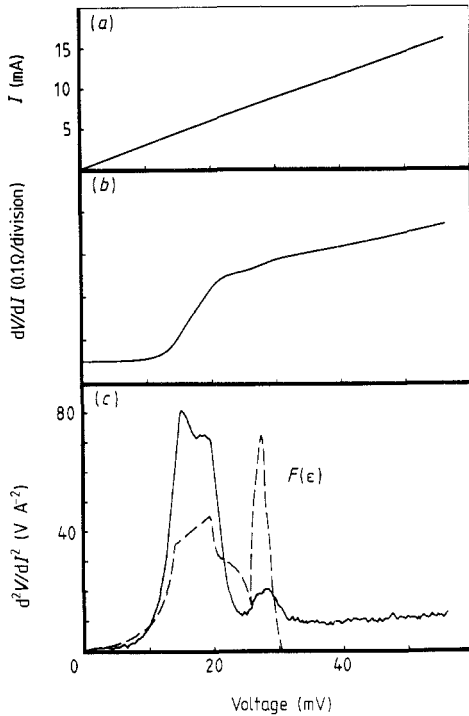 (a)
I (mA)
15
10
5
(b)
dV/dI (0.1Ω/division)
(c)
d²V/dI² (V A⁻²)
80
40
F(ε)
0
20
40
Voltage (mV)